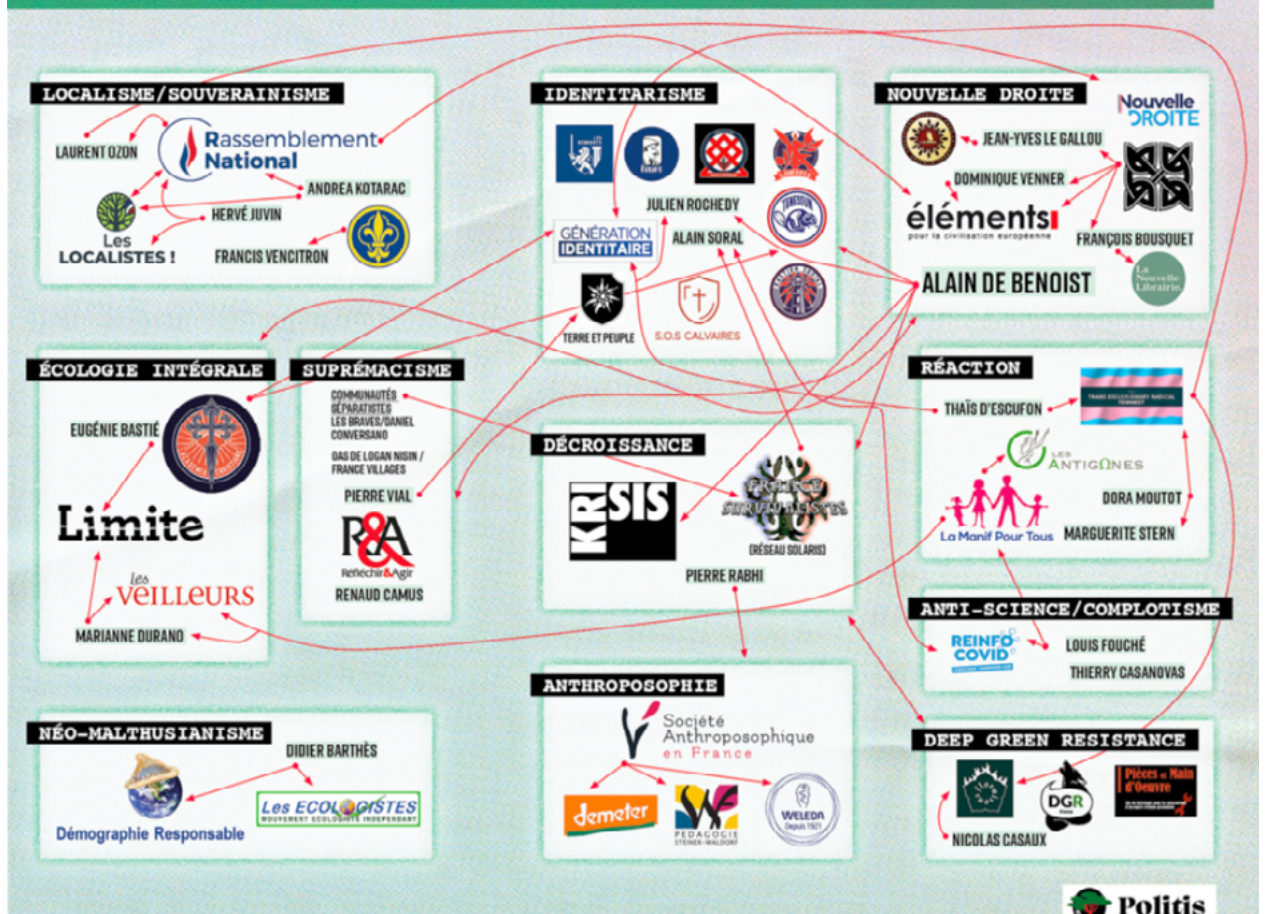 LOCALISME/SOUVERAINISME
LAURENT OZON
Rassemblement
National
ANDREA KOTARAC
HERVÉ JUVIN
Les
LOCALISTES !
FRANCIS VENCITRON
IDENTITARISME
JULIEN ROCHEDY
GÉNÉRATION
IDENTITAIRE
ALAIN SORAL
TERRE ET PEUPLE
S.O.S CALVAIRES
NOUVELLE DROITE
Nouvelle
DROITE
JEAN-YVES LE GALLOU
DOMINIQUE VENNER
éléments
pour la civilisation européenne
FRANÇOIS BOUSQUET
ALAIN DE BENOIST
La
Nouvelle
Librairie.
ÉCOLOGIE INTÉGRALE
EUGÉNIE BASTIÉ
Limite
les
VEILLEURS
MARIANNE DURANO
SUPRÉMACISME
COMMUNAUTÉS
SÉPARATISTES
LES BRAVES/DANIEL
CONVERSANO
OAS DE LOGAN NISIN /
FRANCE VILLAGES
PIERRE VIAL
R&A
Réfléchir&Agir
RENAUD CAMUS
DÉCROISSANCE
KRISIS
FRANCE
SURVIVALISTES
(RÉSEAU SOLARIS)
PIERRE RABHI
RÉACTION
THAÏS D'ESCUFON
TRANS EXCLUSIONARY RADICAL
FEMINIST
LES
ANTIGONES
DORA MOUTOT
La Manif Pour Tous
MARGUERITE STERN
ANTI-SCIENCE/COMPLOTISME
REINFO
COVID
LOUIS FOUCHÉ
THIERRY CASANOVAS
NÉO-MALTHUSIANISME
DIDIER BARTHÈS
Démographie Responsable
Les ECOLOGISTES
MOUVEMENT ECOLOGISTE INDEPENDANT
ANTHROPOSOPHIE
Société
Anthroposophique
en France
demeter
PEDAGOGIE
STEINER-WALDORF
WELEDA
Depuis 1921
DEEP GREEN RESISTANCE
DGR
Pièces et Main
d'Oeuvre
NICOLAS CASAUX
Politis